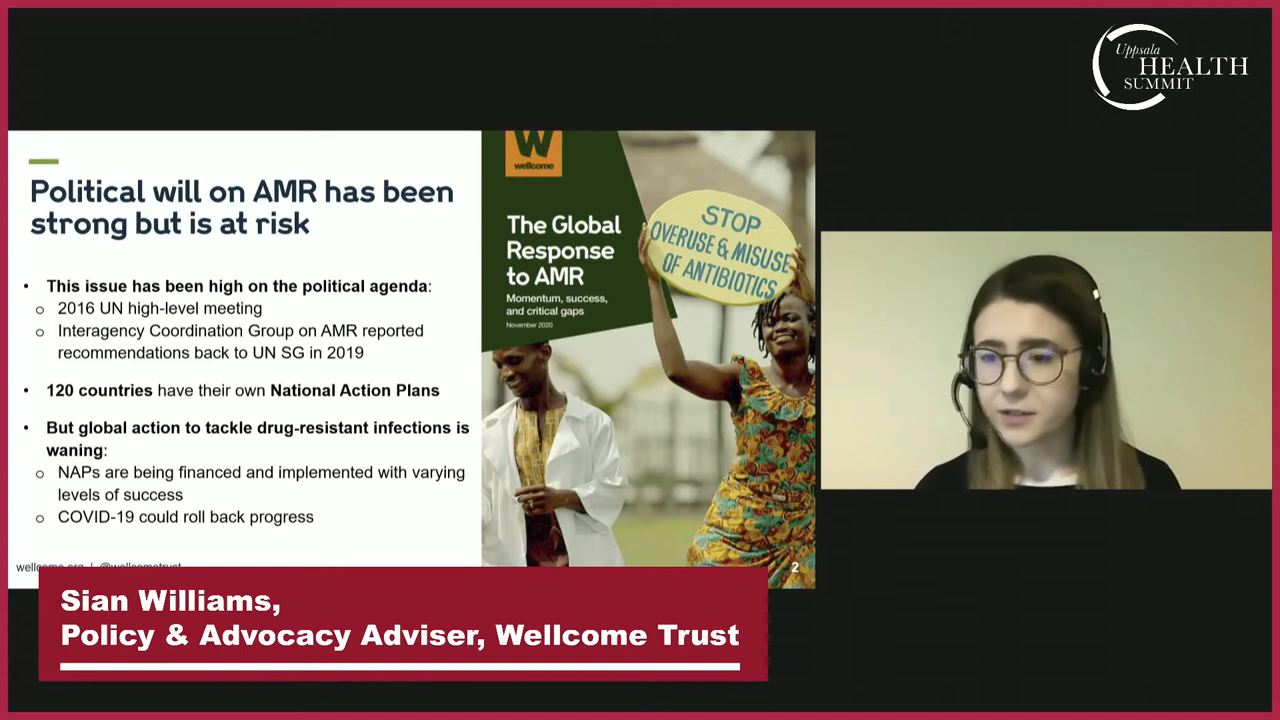 Uppsala
HEALTH
SUMMIT
Political will on AMR has been
strong but is at risk
• This issue has been high on the political agenda:
o 2016 UN high-level meeting
o Interagency Coordination Group on AMR reported
recommendations back to UN SG in 2019
• 120 countries have their own National Action Plans
• But global action to tackle drug-resistant infections is
waning:
o NAPs are being financed and implemented with varying
levels of success
o COVID-19 could roll back progress
wellcome.org | @wellcometrust
W
wellcome
The Global
Response
to AMR
Momentum, success,
and critical gaps
November 2020
STOP
OVERUSE & MISUSE
OF ANTIBIOTICS
2
Sian Williams,
Policy & Advocacy Adviser, Wellcome Trust